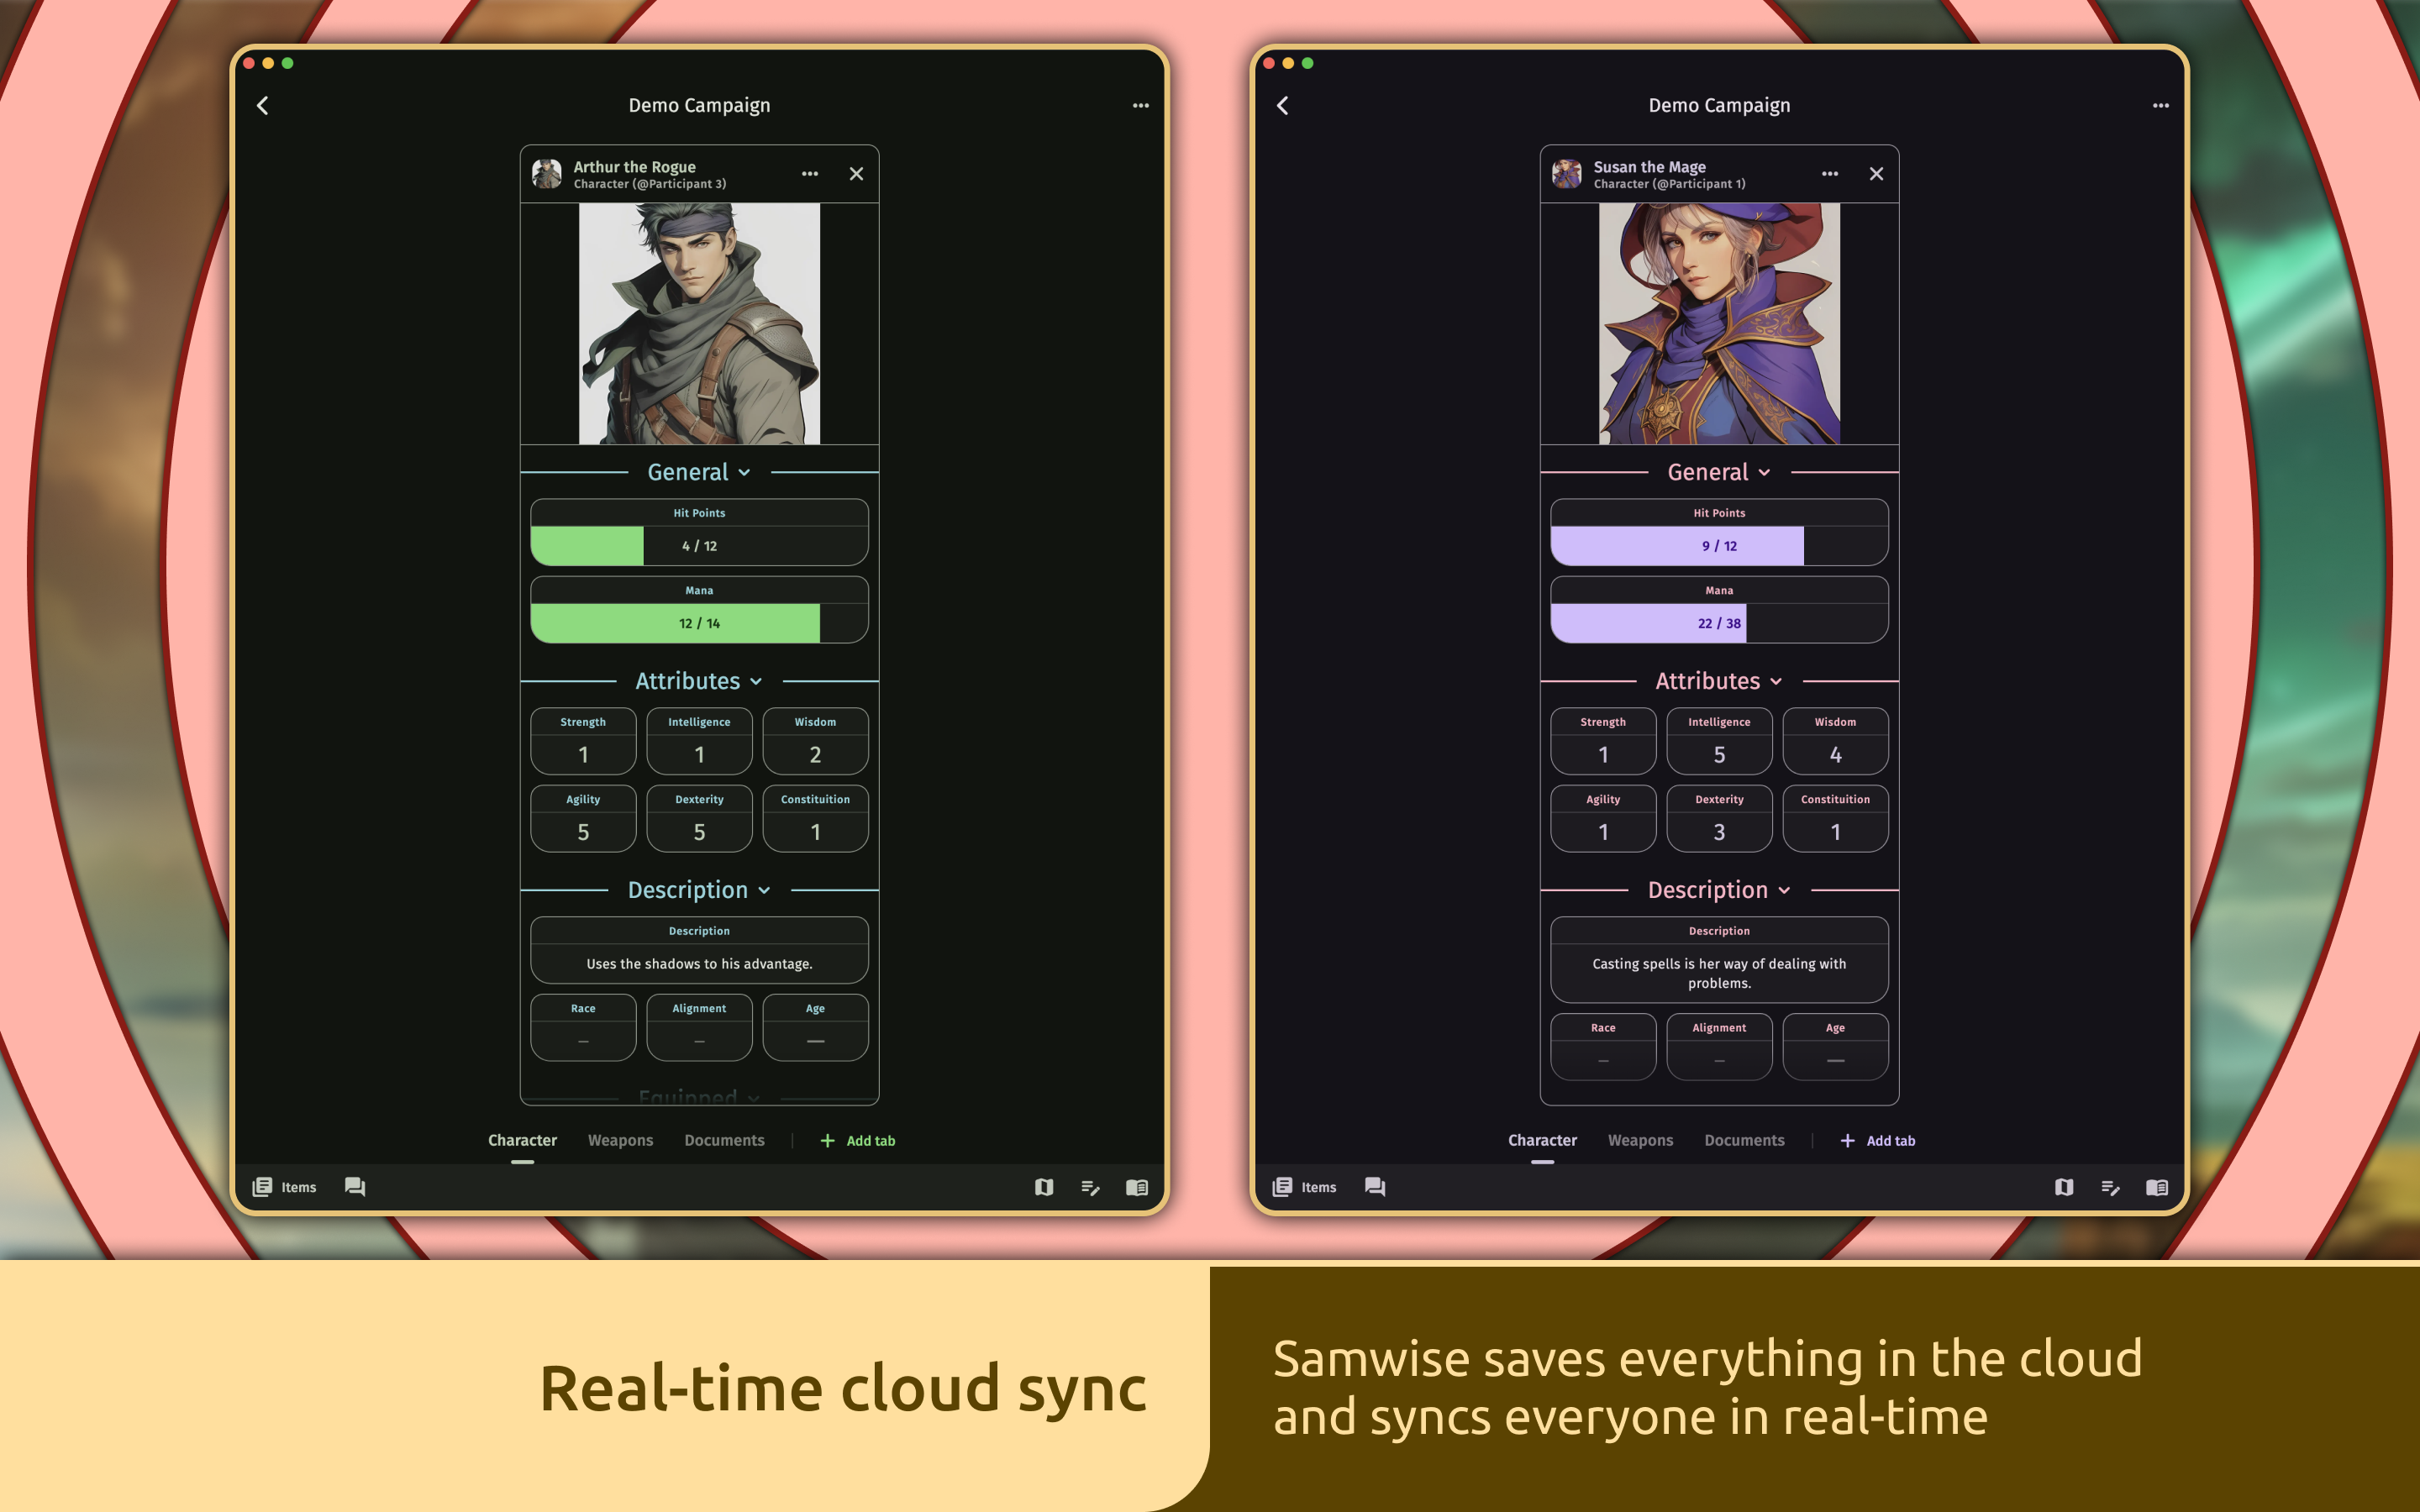 Demo Campaign
Arthur the Rogue
Character (@Participant 3)
General
Hit Points
4 / 12
Mana
12 / 14
Attributes
Strength Intelligence Wisdom
1 1 2
Agility Dexterity Constituition
5 5 1
Description
Description
Uses the shadows to his advantage.
Race Alignment Age
– – —
Equipped
Character Weapons Documents Add tab
Items
Demo Campaign
Susan the Mage
Character (@Participant 1)
General
Hit Points
9 / 12
Mana
22 / 38
Attributes
Strength Intelligence Wisdom
1 5 4
Agility Dexterity Constituition
1 3 1
Description
Description
Casting spells is her way of dealing with
problems.
Race Alignment Age
– – —
Character Weapons Documents Add tab
Items
Real-time cloud sync
Samwise saves everything in the cloud
and syncs everyone in real-time